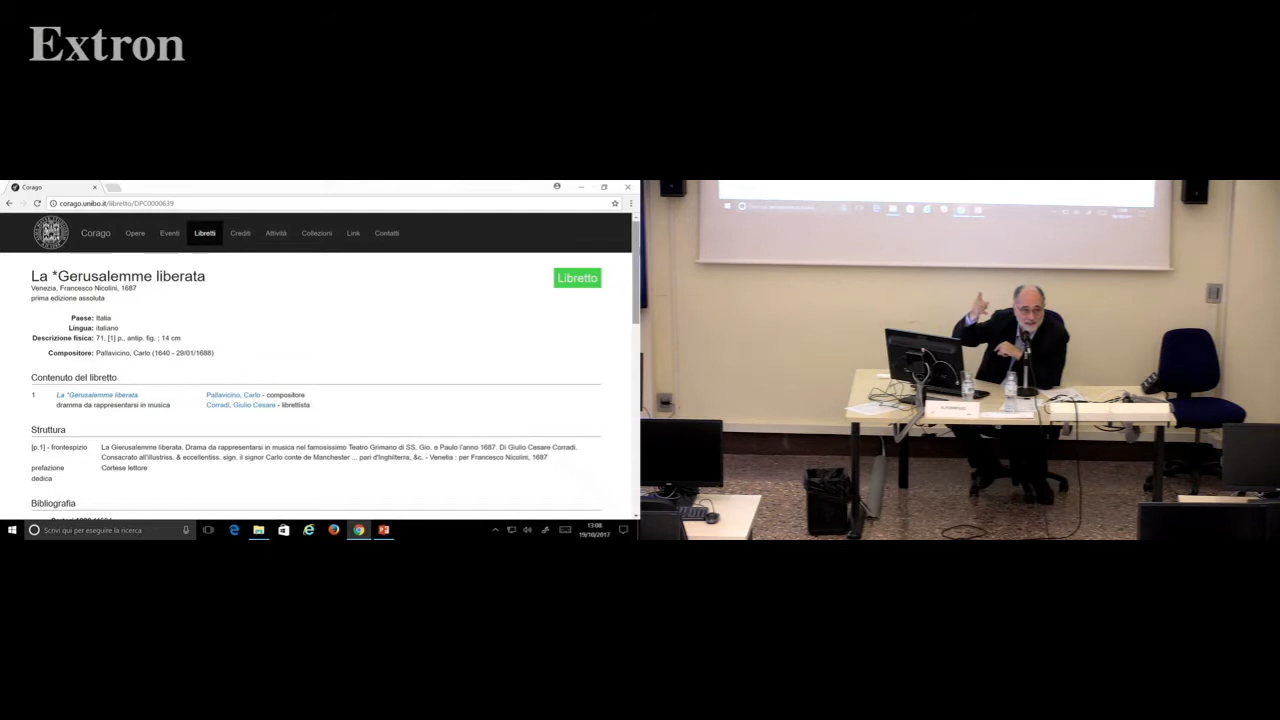 Extron
Corago
corago.unibo.it/libretto/DPC0000639
Corago Opere Eventi Libretti Crediti Attività Collezioni Link Contatti
La *Gerusalemme liberata
Libretto
Venezia, Francesco Nicolini, 1687
prima edizione assoluta
Paese: Italia
Lingua: italiano
Descrizione fisica: 71, [1] p., antip. fig. ; 14 cm
Compositore: Pallavicino, Carlo (1640 - 29/01/1688)
Contenuto del libretto
1 La *Gerusalemme liberata Pallavicino, Carlo - compositore
dramma da rappresentarsi in musica Corradi, Giulio Cesare - librettista
Struttura
[p.1] - frontespizio La Gierusalemme liberata. Drama da rappresentarsi in musica nel famosissimo Teatro Grimano di SS. Gio. e Paulo l'anno 1687. Di Giulio Cesare Corradi.
Consacrato all'illustriss. & eccellentiss. sign. il signor Carlo conte de Manchester ... pari d'Inghilterra, &c. - Venetia : per Francesco Nicolini, 1687
prefazione Cortese lettore
dedica
Bibliografia
Scrivi qui per eseguire la ricerca
13:08
19/10/2017